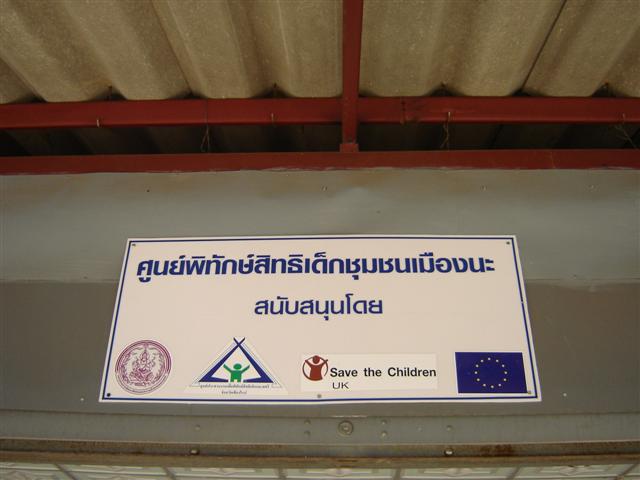 ศูนย์พิทักษ์สิทธิเด็กชุมชนเมืองนะ
สนับสนุนโดย
Save the Children
UK